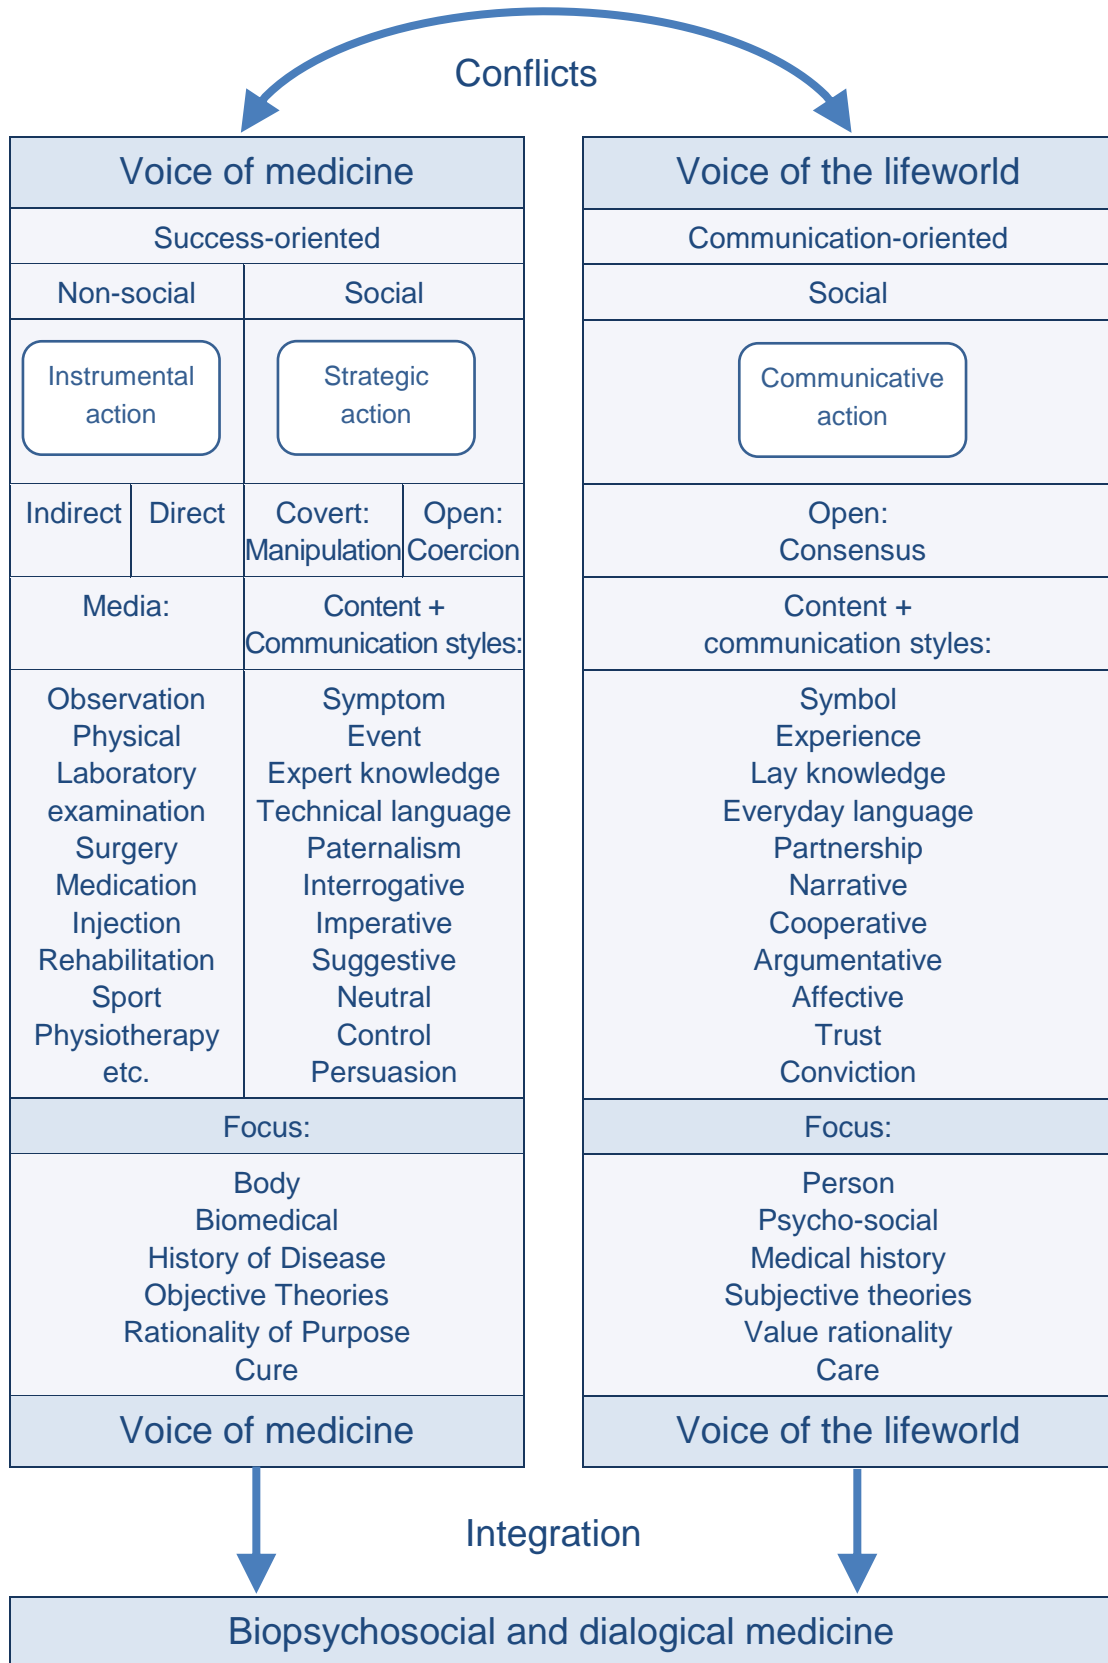 Conflicts
Voice of medicine
Success-oriented
Non-social
Social
Instrumental
action
Strategic
action
Indirect
Direct
Covert:
Manipulation
Open:
Coercion
Media:
Content +
Communication styles:
Observation
Physical
Laboratory
examination
Surgery
Medication
Injection
Rehabilitation
Sport
Physiotherapy
etc.
Symptom
Event
Expert knowledge
Technical language
Paternalism
Interrogative
Imperative
Suggestive
Neutral
Control
Persuasion
Focus:
Body
Biomedical
History of Disease
Objective Theories
Rationality of Purpose
Cure
Voice of medicine
Voice of the lifeworld
Communication-oriented
Social
Communicative
action
Open:
Consensus
Content +
communication styles:
Symbol
Experience
Lay knowledge
Everyday language
Partnership
Narrative
Cooperative
Argumentative
Affective
Trust
Conviction
Focus:
Person
Psycho-social
Medical history
Subjective theories
Value rationality
Care
Voice of the lifeworld
Integration
Biopsychosocial and dialogical medicine